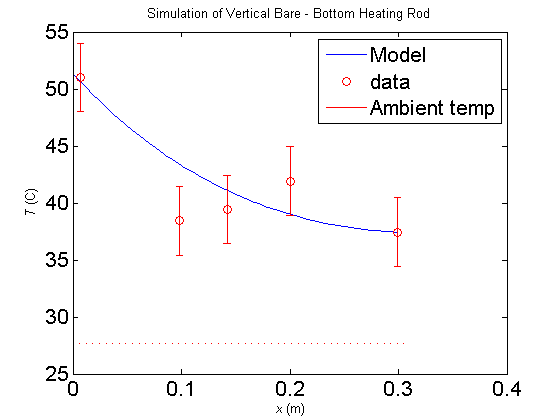 Simulation of Vertical Bare - Bottom Heating Rod
55
50
45
40
35
30
25
T (C)
Model
data
Ambient temp
0
0.1
0.2
0.3
0.4
x (m)